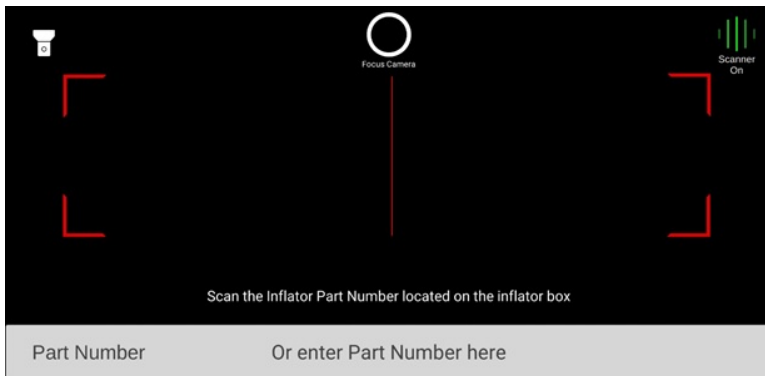 Focus Camera
Scanner
On
Scan the Inflator Part Number located on the inflator box
Part Number
Or enter Part Number here